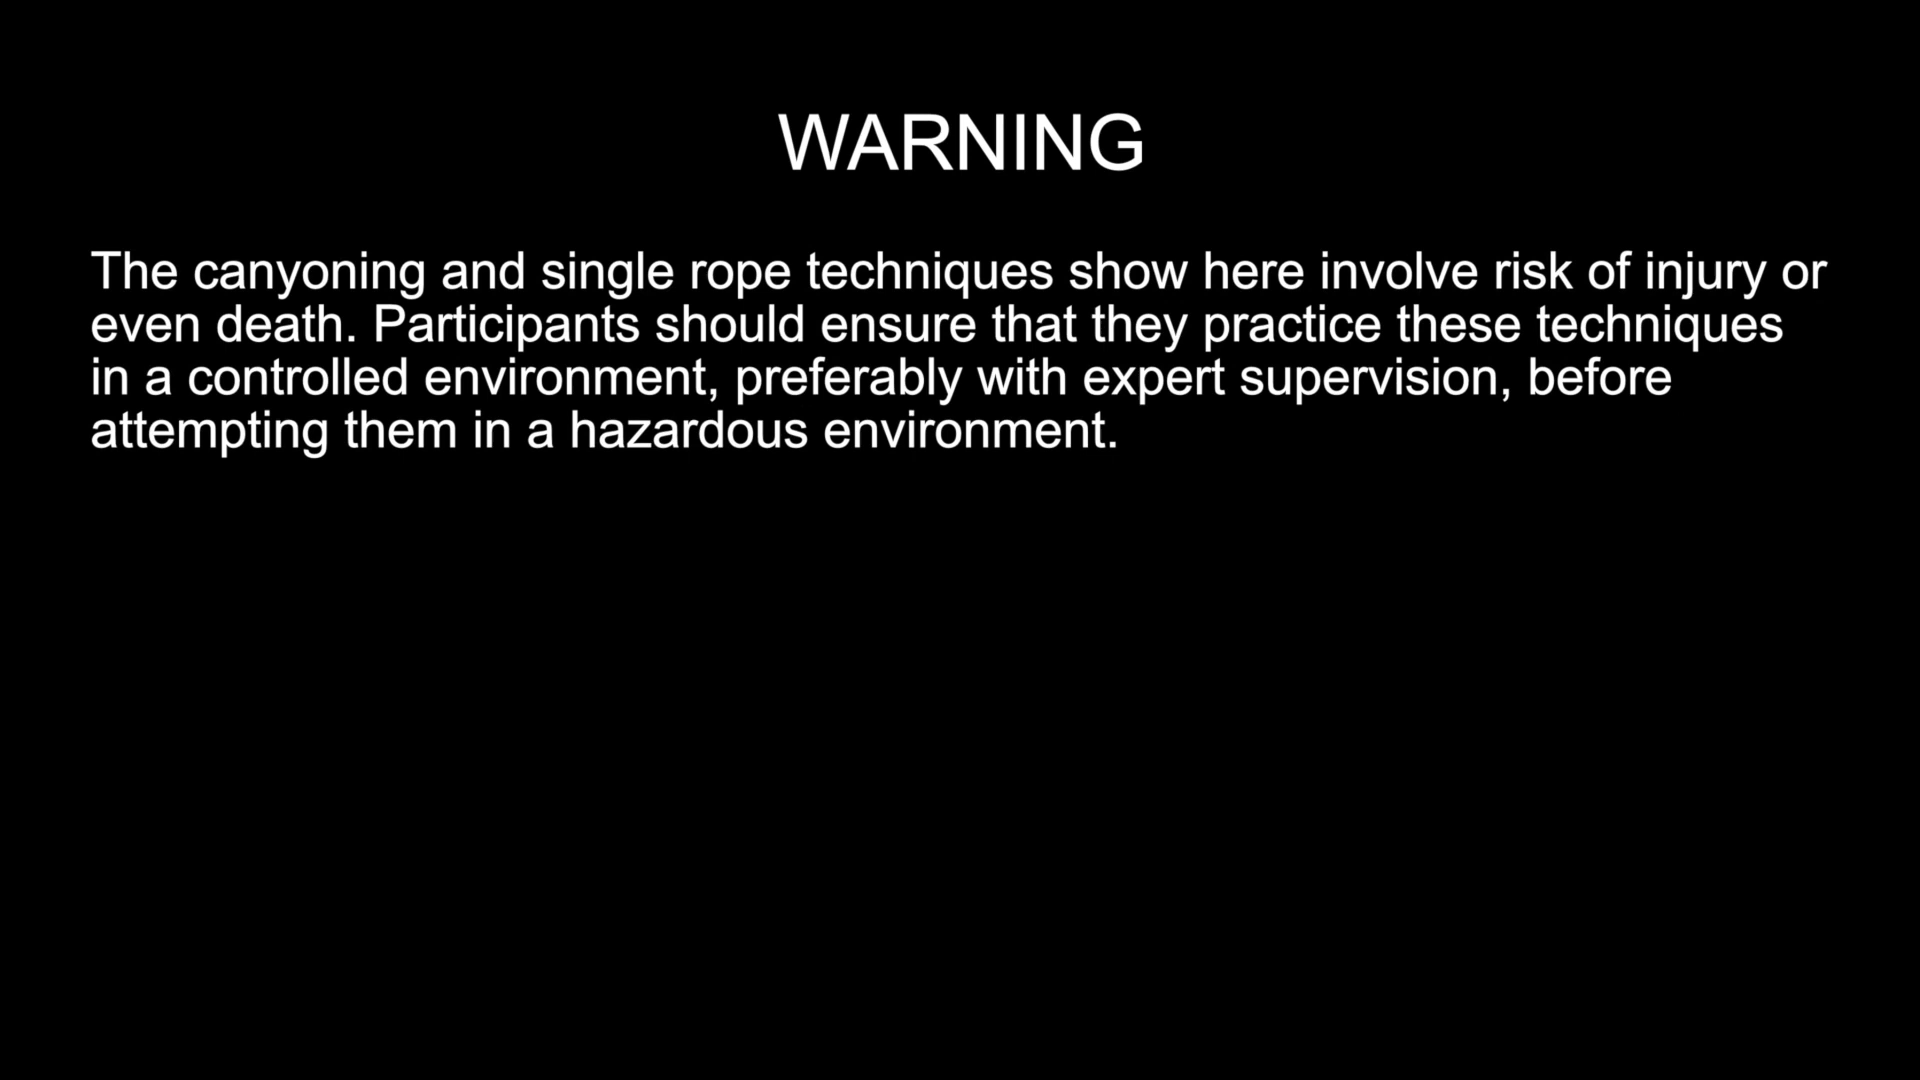 WARNING
The canyoning and single rope techniques show here involve risk of injury or
even death. Participants should ensure that they practice these techniques
in a controlled environment, preferably with expert supervision, before
attempting them in a hazardous environment.